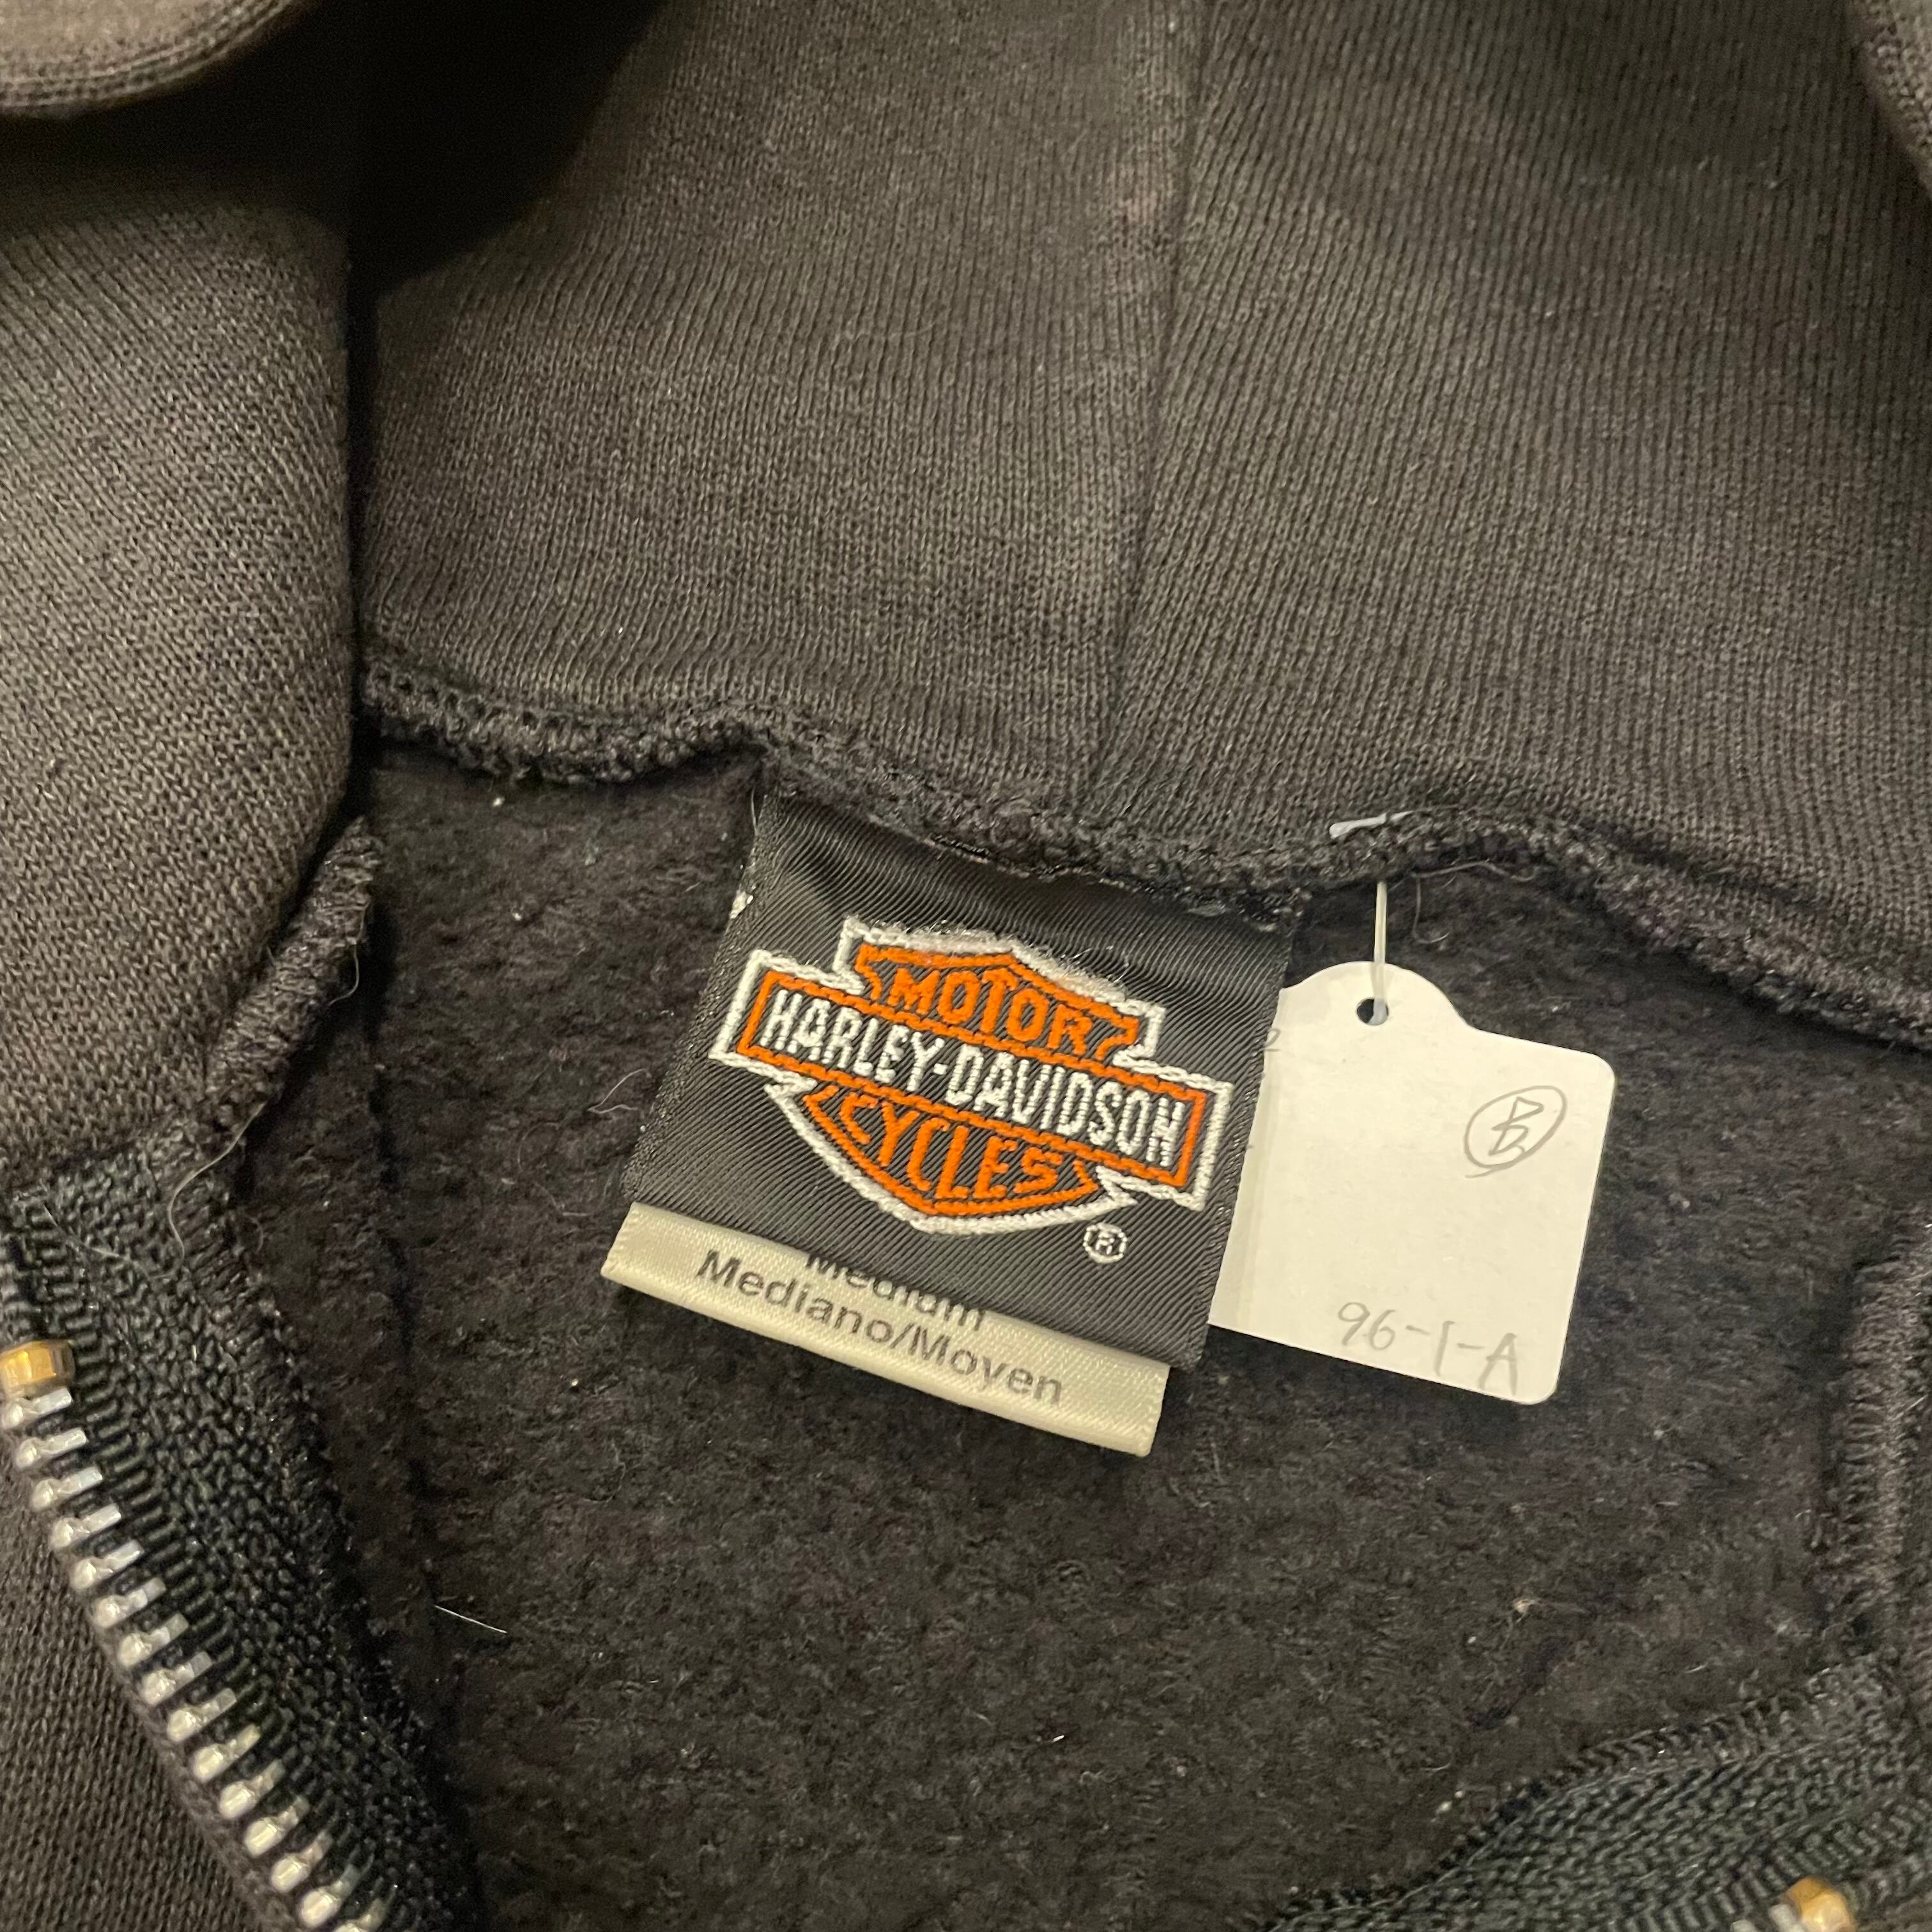 MOTOR
HARLEY-DAVIDSON
CYCLES
®
Medium
Mediano/Moyen
B
96-1-A